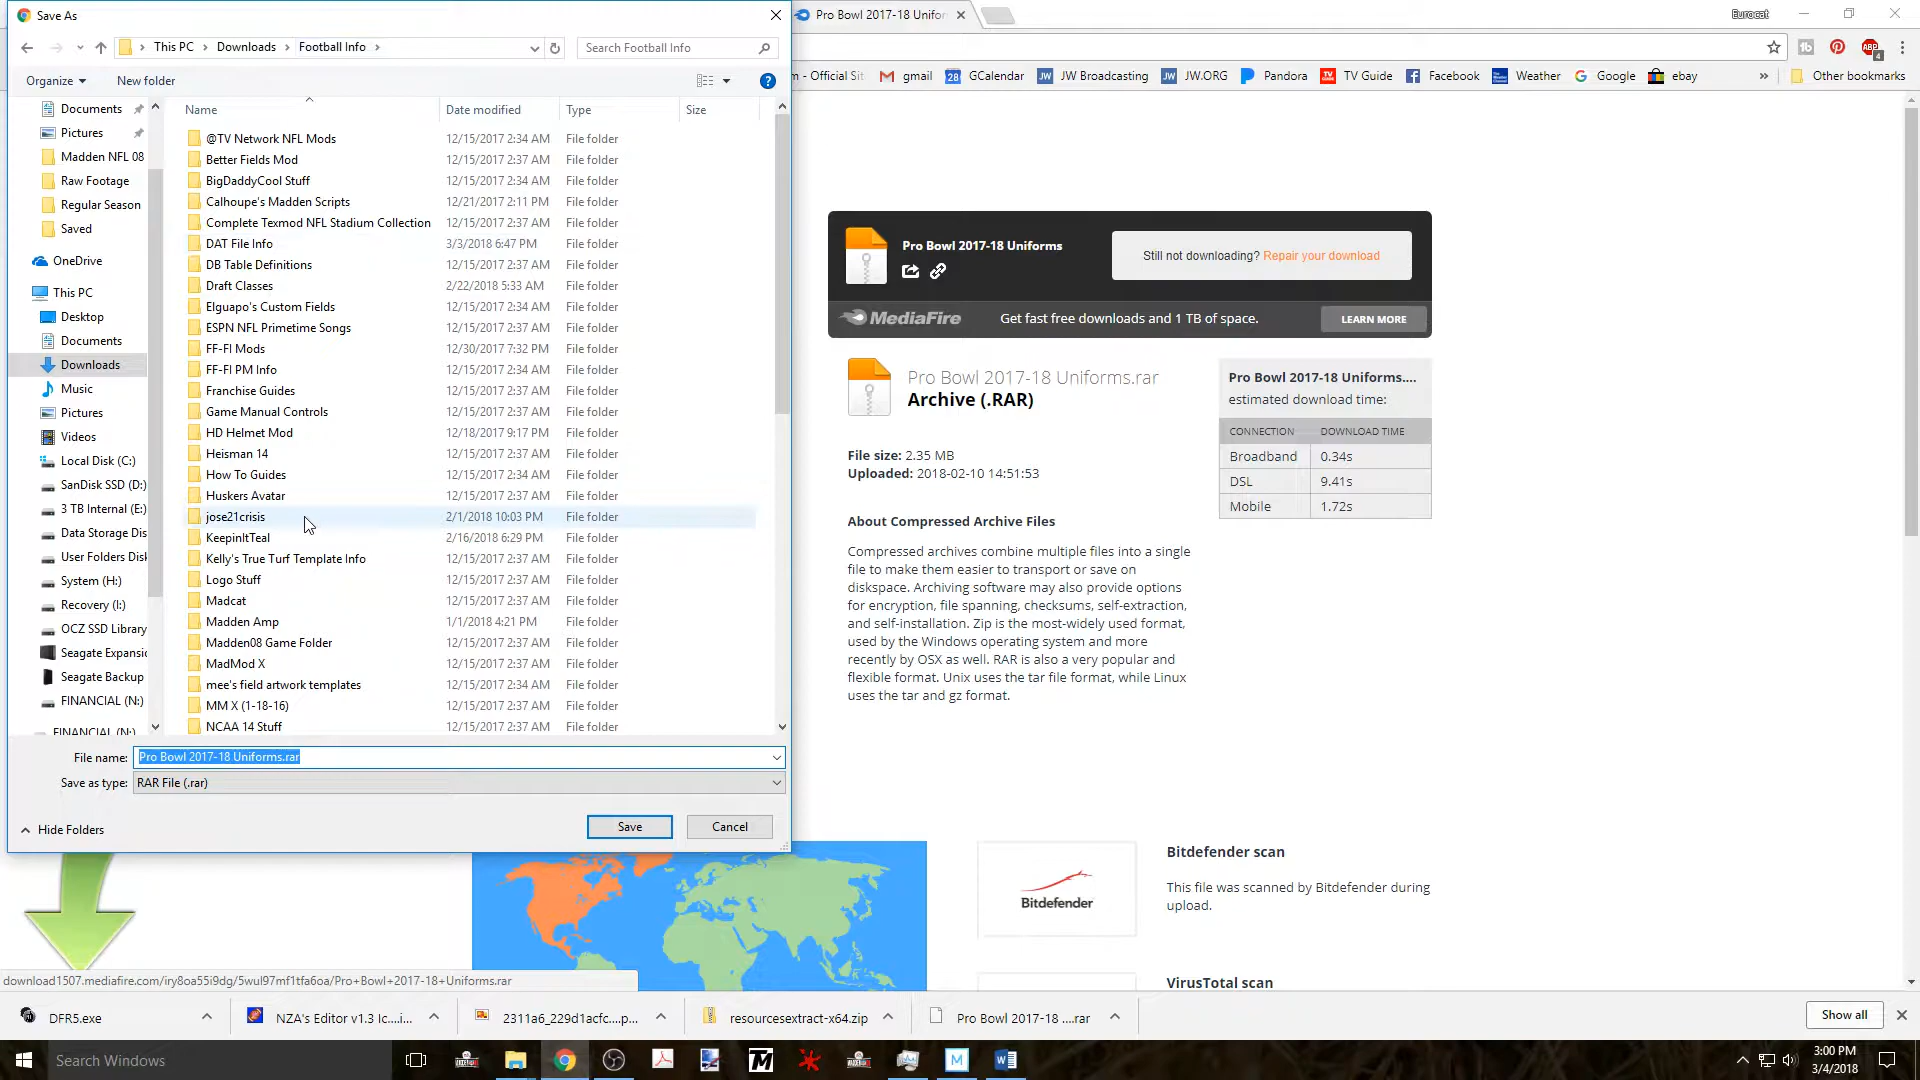 Save As
Pro Bowl 2017-18 Unifor
Eurocat
This PC > Downloads > Football Info >
Search Football Info
Organize
New folder
m - Official Sit
gmail
GCalendar
JW Broadcasting
JW.ORG
Pandora
TV Guide
Facebook
Weather
Google
ebay
»
Other bookmarks
Name
Date modified
Type
Size
Documents
Pictures
Madden NFL 08
Raw Footage
Regular Season
Saved
OneDrive
This PC
Desktop
Documents
Downloads
Music
Pictures
Videos
Local Disk (C:)
SanDisk SSD (D:)
3 TB Internal (E:)
Data Storage Dis
User Folders Disk
System (H:)
Recovery (I:)
OCZ SSD Library
Seagate Expansio
Seagate Backup
FINANCIAL (N:)
FINANCIAL (N:)
@TV Network NFL Mods 12/15/2017 2:34 AM File folder
Better Fields Mod 12/15/2017 2:37 AM File folder
BigDaddyCool Stuff 12/15/2017 2:34 AM File folder
Calhoupe's Madden Scripts 12/21/2017 2:11 PM File folder
Complete Texmod NFL Stadium Collection 12/15/2017 2:37 AM File folder
DAT File Info 3/3/2018 6:47 PM File folder
DB Table Definitions 12/15/2017 2:37 AM File folder
Draft Classes 2/22/2018 5:33 AM File folder
Elguapo's Custom Fields 12/15/2017 2:34 AM File folder
ESPN NFL Primetime Songs 12/15/2017 2:37 AM File folder
FF-FI Mods 12/30/2017 7:32 PM File folder
FF-FI PM Info 12/15/2017 2:34 AM File folder
Franchise Guides 12/15/2017 2:37 AM File folder
Game Manual Controls 12/15/2017 2:37 AM File folder
HD Helmet Mod 12/18/2017 9:17 PM File folder
Heisman 14 12/15/2017 2:37 AM File folder
How To Guides 12/15/2017 2:34 AM File folder
Huskers Avatar 12/15/2017 2:37 AM File folder
jose21crisis 2/1/2018 10:03 PM File folder
KeepinItTeal 2/16/2018 6:29 PM File folder
Kelly's True Turf Template Info 12/15/2017 2:37 AM File folder
Logo Stuff 12/15/2017 2:37 AM File folder
Madcat 12/15/2017 2:37 AM File folder
Madden Amp 1/1/2018 4:21 PM File folder
Madden08 Game Folder 12/15/2017 2:37 AM File folder
MadMod X 12/15/2017 2:37 AM File folder
mee's field artwork templates 12/15/2017 2:34 AM File folder
MM X (1-18-16) 12/15/2017 2:37 AM File folder
NCAA 14 Stuff 12/15/2017 2:37 AM File folder
File name: Pro Bowl 2017-18 Uniforms.rar
Save as type: RAR File (.rar)
Hide Folders
Save
Cancel
Pro Bowl 2017-18 Uniforms
Still not downloading? Repair your download
MediaFire
Get fast free downloads and 1 TB of space.
LEARN MORE
Pro Bowl 2017-18 Uniforms.rar
Archive (.RAR)
File size: 2.35 MB
Uploaded: 2018-02-10 14:51:53
Pro Bowl 2017-18 Uniforms....
estimated download time:
CONNECTION DOWNLOAD TIME
Broadband 0.34s
DSL 9.41s
Mobile 1.72s
About Compressed Archive Files
Compressed archives combine multiple files into a single
file to make them easier to transport or save on
diskspace. Archiving software may also provide options
for encryption, file spanning, checksums, self-extraction,
and self-installation. Zip is the most-widely used format,
used by the Windows operating system and more
recently by OSX as well. RAR is also a very popular and
flexible format. Unix uses the tar file format, while Linux
uses the tar and gz format.
Bitdefender
Bitdefender scan
This file was scanned by Bitdefender during
upload.
VirusTotal scan
download1507.mediafire.com/iry8oa55i9dg/5wul97mf1tfa6oa/Pro+Bowl+2017-18+Uniforms.rar
DFR5.exe
NZA's Editor v1.3 Ic....i...
2311a6_229d1acfc....p...
resourcesextract-x64.zip
Pro Bowl 2017-18 ....rar
Show all
Search Windows
3:00 PM
3/4/2018